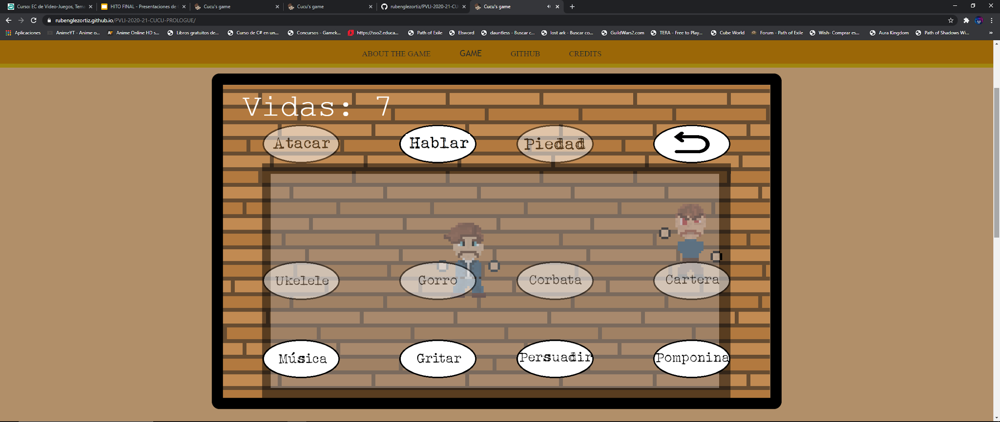 Curso: EC de Video-Juegos, Tema
HITO FINAL - Presentaciones de
Cucu's game
Cucu's game
rubenglezortiz/PVLI-2020-21-CU
Cucu's game
rubenglezortiz.github.io/PVLI-2020-21-CUCU-PROLOGUE/
Aplicaciones
AnimeYT - Anime o...
AF Anime Online HD s...
Libros gratuitos de...
Curso de C# en un...
Concursos - Gamek...
https://sso2.educa...
Path of Exile
Elsword
dauntless - Buscar c...
lost ark - Buscar co...
GuildWars2.com
TERA - Free to Play...
Cube World
Forum - Path of Exile
Wish- Comprar es...
Aura Kingdom
Path of Shadows Wi...
»
ABOUT THE GAME GAME GITHUB CREDITS
Vidas: 7
Atacar Hablar Piedad
Ukelele Gorro Corbata Cartera
Música Gritar Persuadir Pomponina